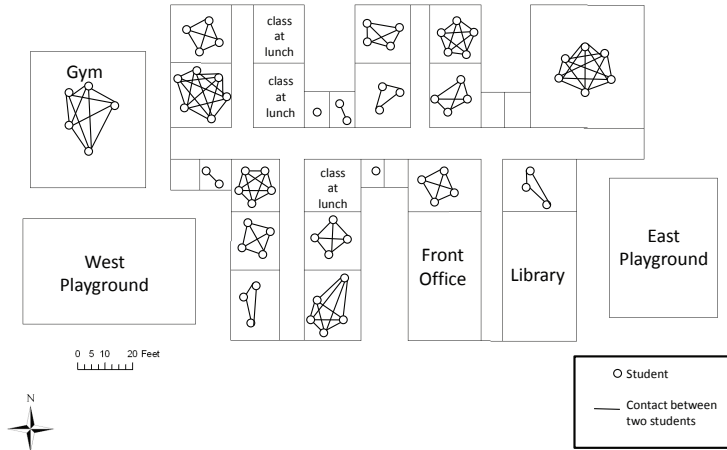 class
at
lunch
Gym
class
at
lunch
class
at
lunch
West
Playground
Front
Office
Library
East
Playground
0 5 10 20 Feet
N
Student
Contact between
two students